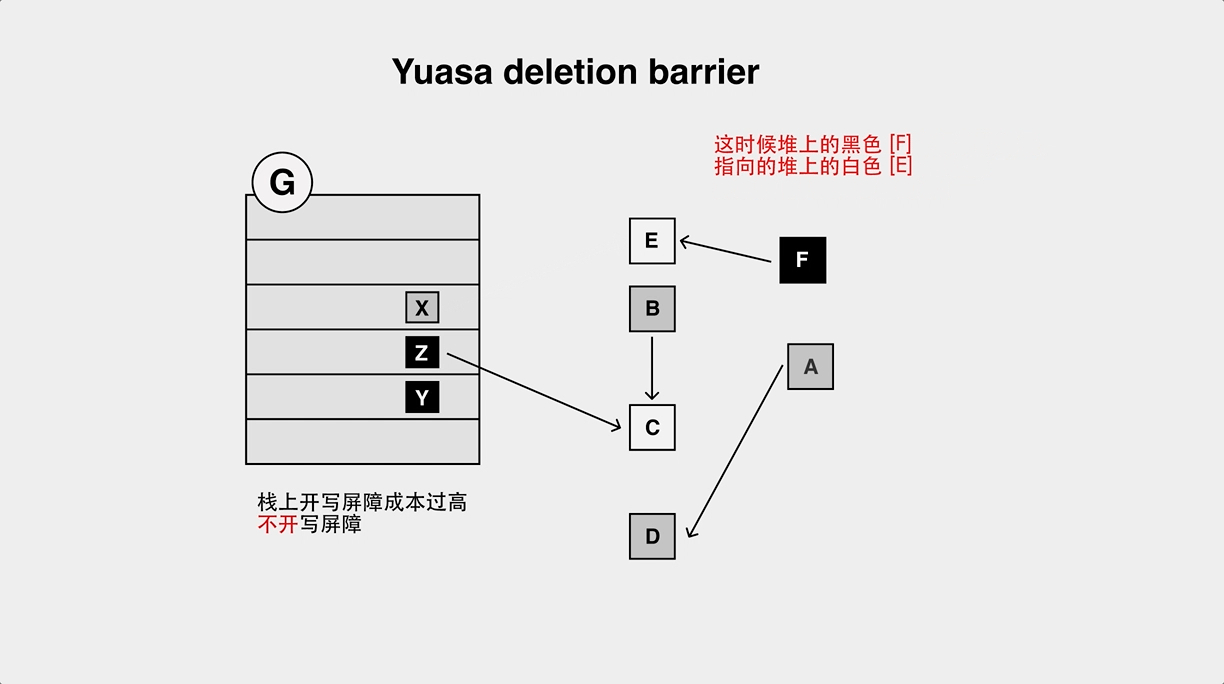 Yuasa deletion barrier
这时候堆上的黑色 [F]
指向的堆上的白色 [E]
G
E
F
B
X
Z
A
Y
C
栈上开写屏障成本过高
不开写屏障
D